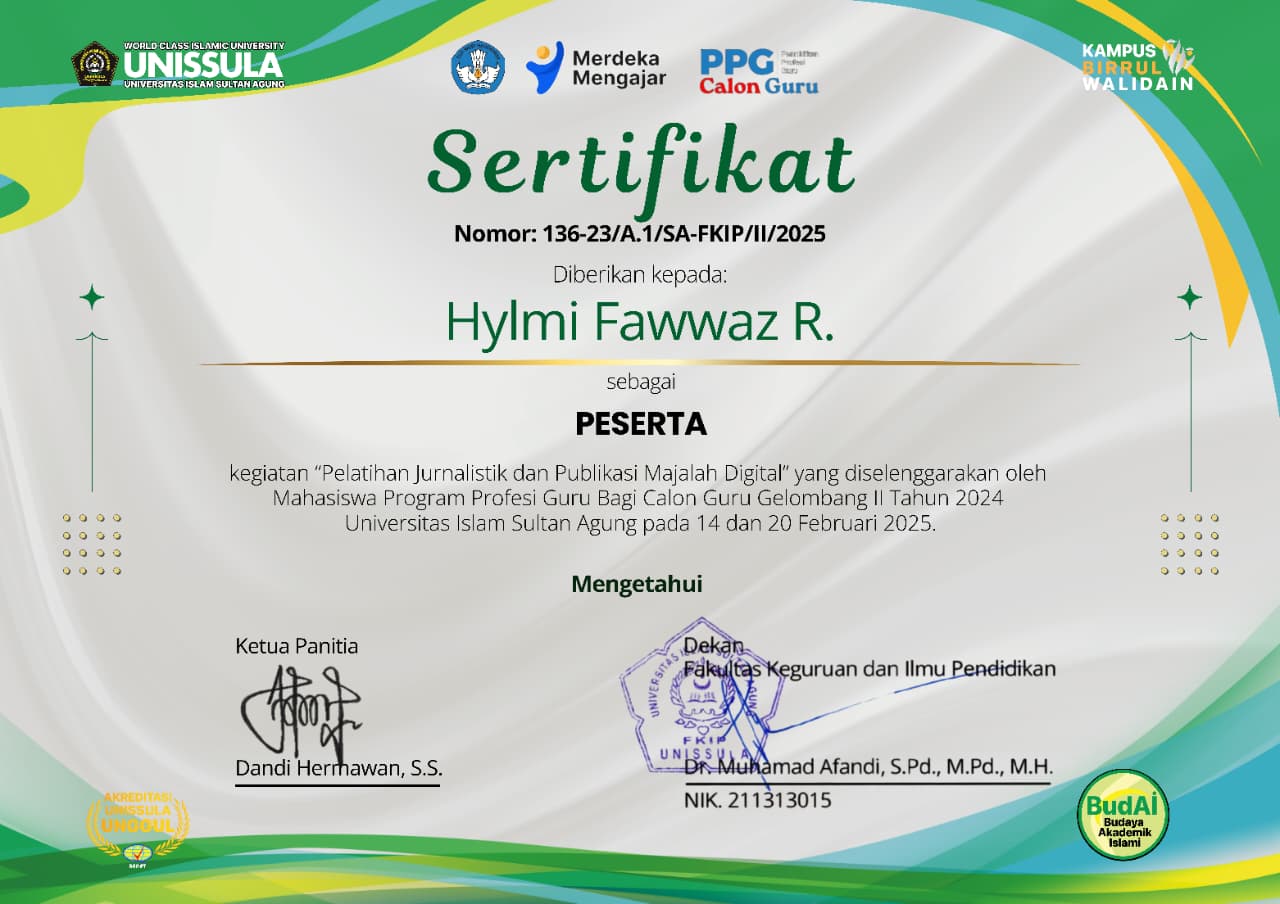 WORLD CLASS ISLAMIC UNIVERSITY
UNISSULA
UNIVERSITAS ISLAM SULTAN AGUNG
Merdeka
Mengajar
PPG
Pendidikan
Profesi
Guru
Calon Guru
KAMPUS
BIRRUL
WALIDAIN
Sertifikat
Nomor: 136-23/A.1/SA-FKIP/II/2025
Diberikan kepada:
Hylmi Fawwaz R.
sebagai
PESERTA
kegiatan “Pelatihan Jurnalistik dan Publikasi Majalah Digital” yang diselenggarakan oleh
Mahasiswa Program Profesi Guru Bagi Calon Guru Gelombang II Tahun 2024
Universitas Islam Sultan Agung pada 14 dan 20 Februari 2025.
Mengetahui
Ketua Panitia
Dandi Hermawan, S.S.
Dekan
Fakultas Keguruan dan Ilmu Pendidikan
UNIVERSITAS ISLAM SULTAN AGUNG
FKIP
UNISSULA
Dr. Muhamad Afandi, S.Pd., M.Pd., M.H.
NIK. 211313015
AKREDITASI
UNISSULA
UNGGUL
BudAi
Budaya
Akademik
Islami